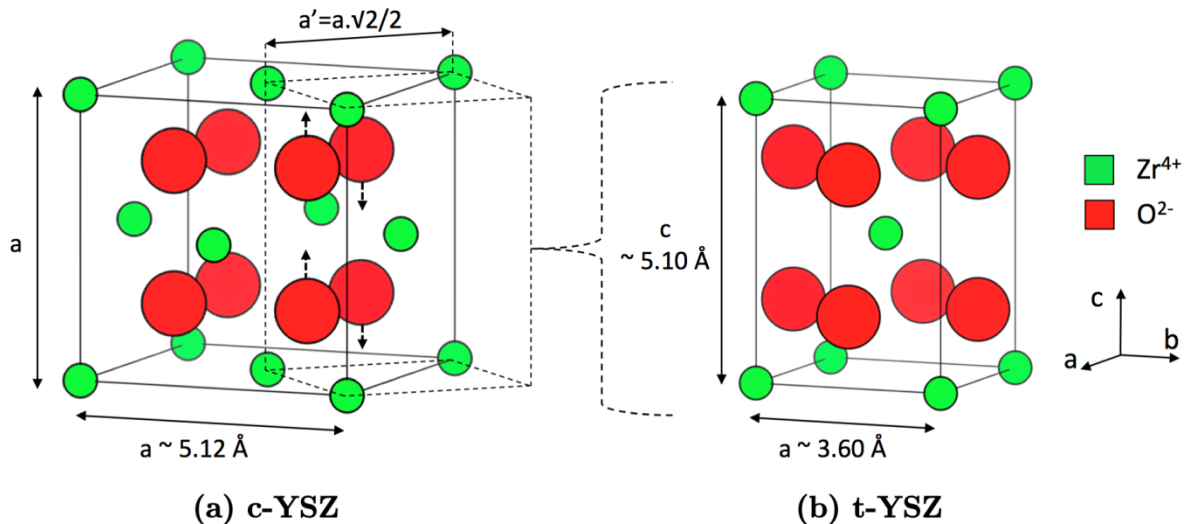 a'=a.√2/2
a
a ~ 5.12 Å
(a) c-YSZ
c
~ 5.10 Å
a ~ 3.60 Å
(b) t-YSZ
Zr⁴⁺
O²⁻
c
b
a